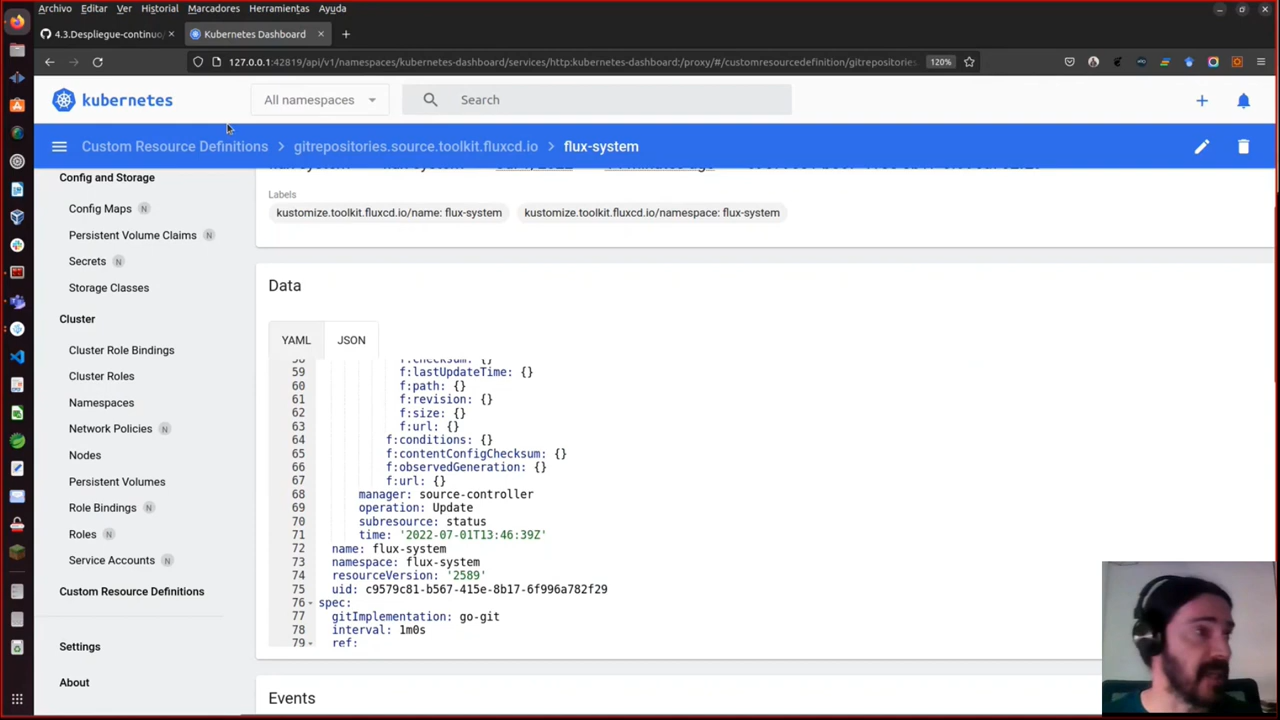 Archivo Editar Ver Historial Marcadores Herramientas Ayuda
4.3.Despliegue-continuo/ Kubernetes Dashboard
127.0.0.1:42819/api/v1/namespaces/kubernetes-dashboard/services/http:kubernetes-dashboard:/proxy/#/customresourcedefinition/gitrepositories. 120%
kubernetes All namespaces Search
Custom Resource Definitions > gitrepositories.source.toolkit.fluxcd.io > flux-system
Config and Storage
Config Maps N
Persistent Volume Claims N
Secrets N
Storage Classes
Cluster
Cluster Role Bindings
Cluster Roles
Namespaces
Network Policies N
Nodes
Persistent Volumes
Role Bindings N
Roles N
Service Accounts N
Custom Resource Definitions
Settings
About
Labels
kustomize.toolkit.fluxcd.io/name: flux-system kustomize.toolkit.fluxcd.io/namespace: flux-system
Data
YAML JSON
58 f:checksum: {}
59 f:lastUpdateTime: {}
60 f:path: {}
61 f:revision: {}
62 f:size: {}
63 f:url: {}
64 f:conditions: {}
65 f:contentConfigChecksum: {}
66 f:observedGeneration: {}
67 f:url: {}
68 manager: source-controller
69 operation: Update
70 subresource: status
71 time: '2022-07-01T13:46:39Z'
72 name: flux-system
73 namespace: flux-system
74 resourceVersion: '2589'
75 uid: c9579c81-b567-415e-8b17-6f996a782f29
76 spec:
77 gitImplementation: go-git
78 interval: 1m0s
79 ref:
Events